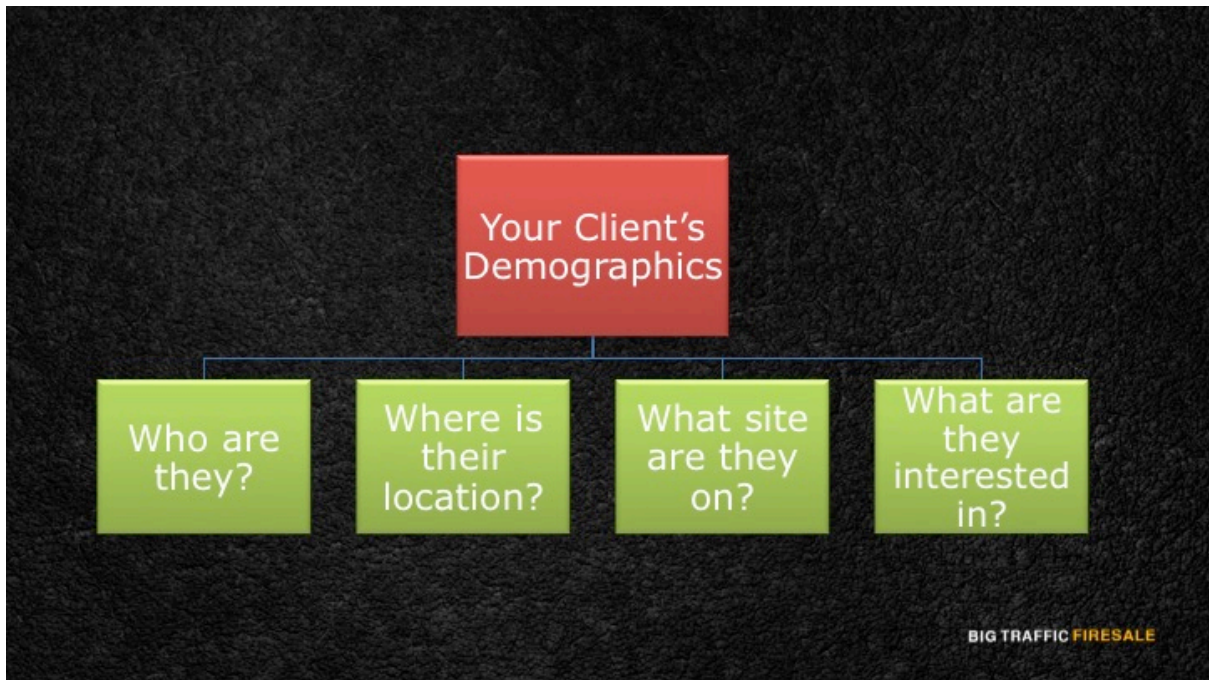 Your Client’s
Demographics
Who are
they?
Where is
their
location?
What site
are they
on?
What are
they
interested
in?
BIG TRAFFIC FIRESALE